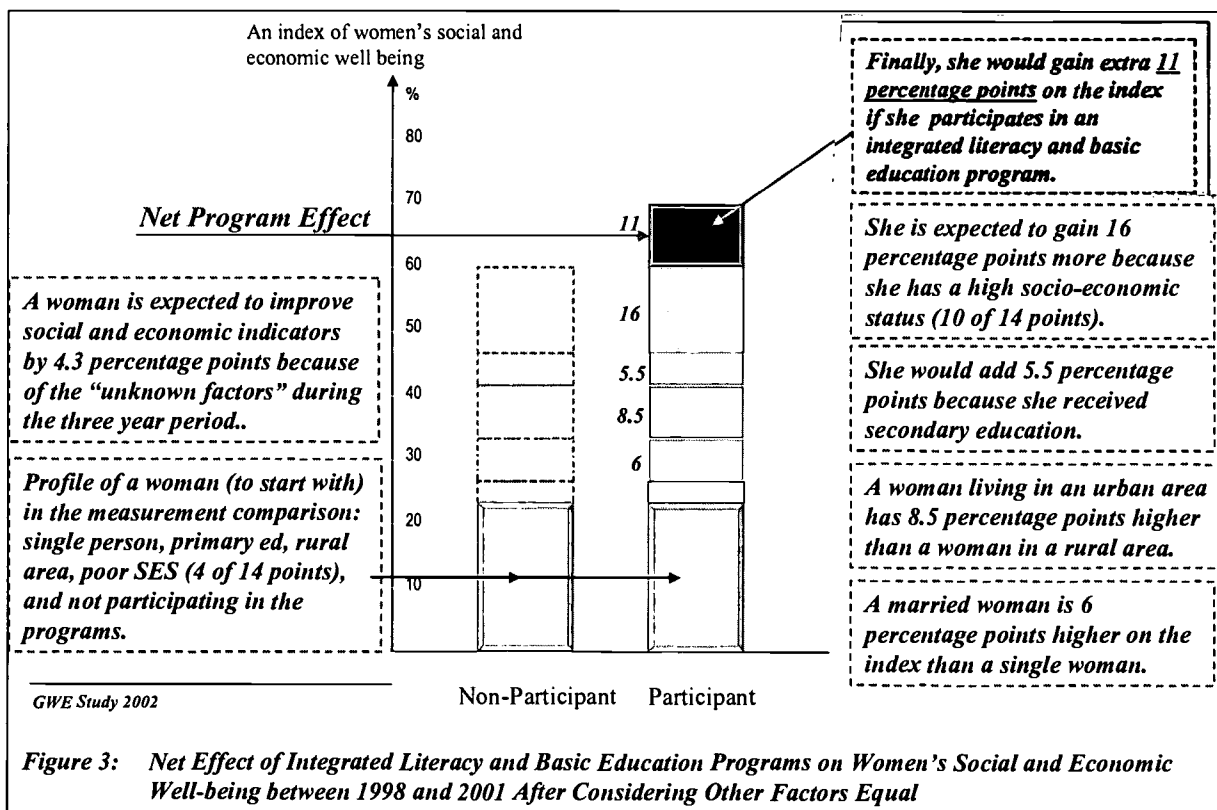 An index of women's social and
economic well being
%
80
70
60
50
40
30
20
10
Net Program Effect
A woman is expected to improve
social and economic indicators
by 4.3 percentage points because
of the "unknown factors" during
the three year period..
Profile of a woman (to start with)
in the measurement comparison:
single person, primary ed, rural
area, poor SES (4 of 14 points),
and not participating in the
programs.
11
16
5.5
8.5
6
Finally, she would gain extra 11
percentage points on the index
if she participates in an
integrated literacy and basic
education program.
She is expected to gain 16
percentage points more because
she has a high socio-economic
status (10 of 14 points).
She would add 5.5 percentage
points because she received
secondary education.
A woman living in an urban area
has 8.5 percentage points higher
than a woman in a rural area.
A married woman is 6
percentage points higher on the
index than a single woman.
GWE Study 2002
Non-Participant
Participant
Figure 3: Net Effect of Integrated Literacy and Basic Education Programs on Women's Social and Economic
Well-being between 1998 and 2001 After Considering Other Factors Equal